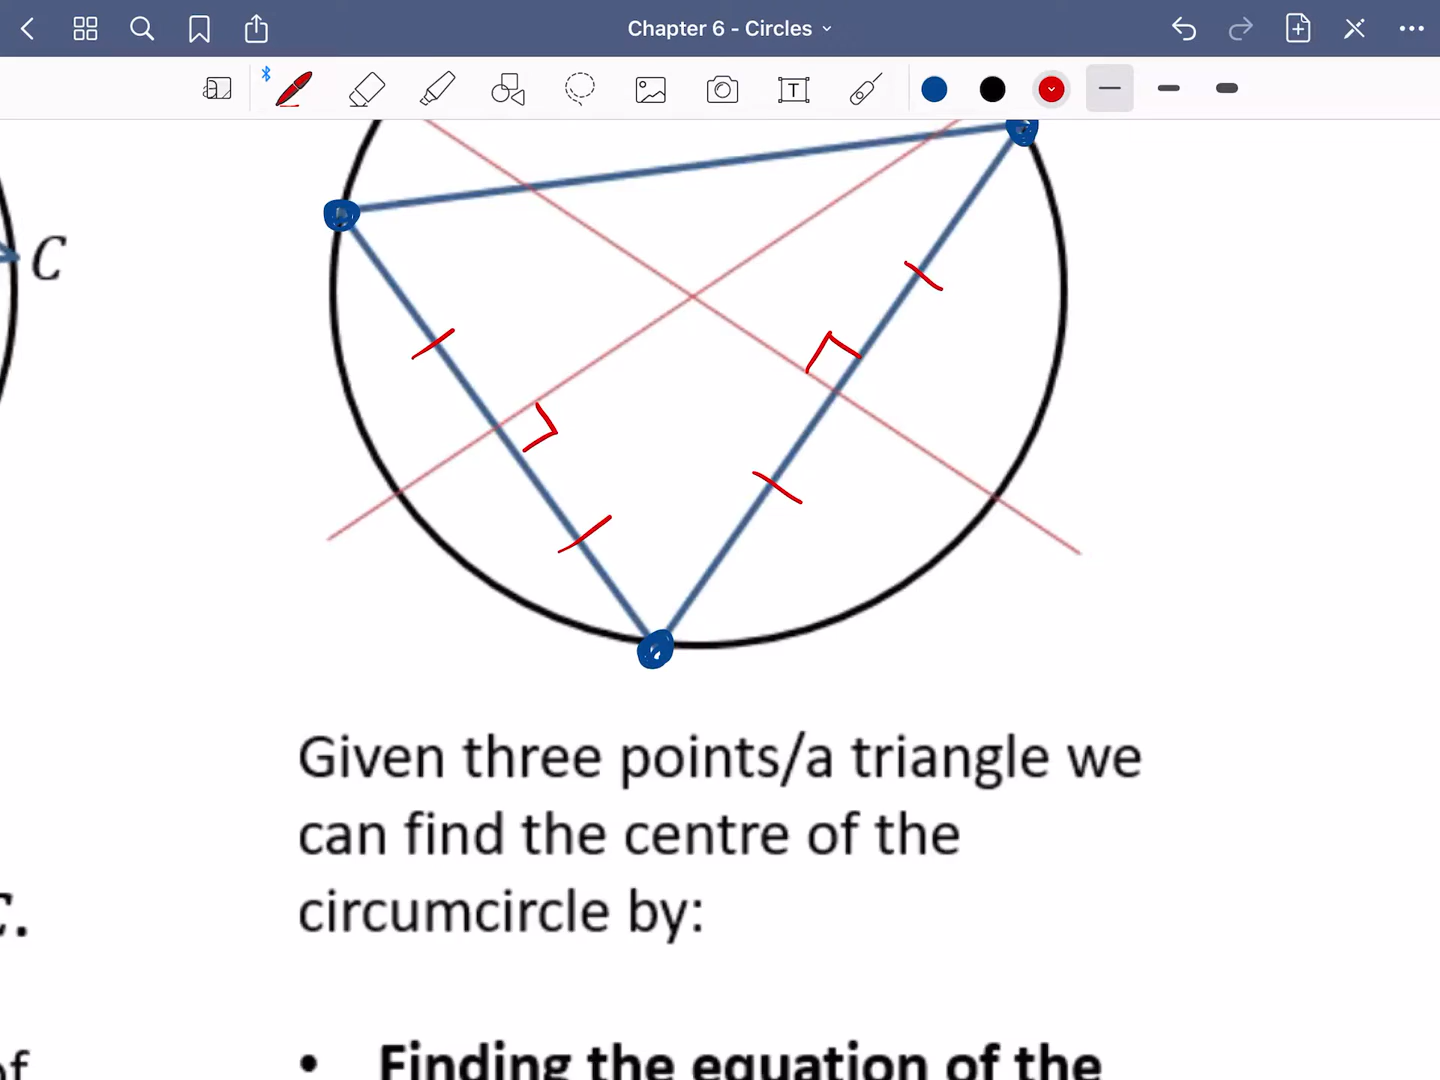 Chapter 6 - Circles
C
Given three points/a triangle we
can find the centre of the
circumcircle by:
C.
of
• Finding the equation of the